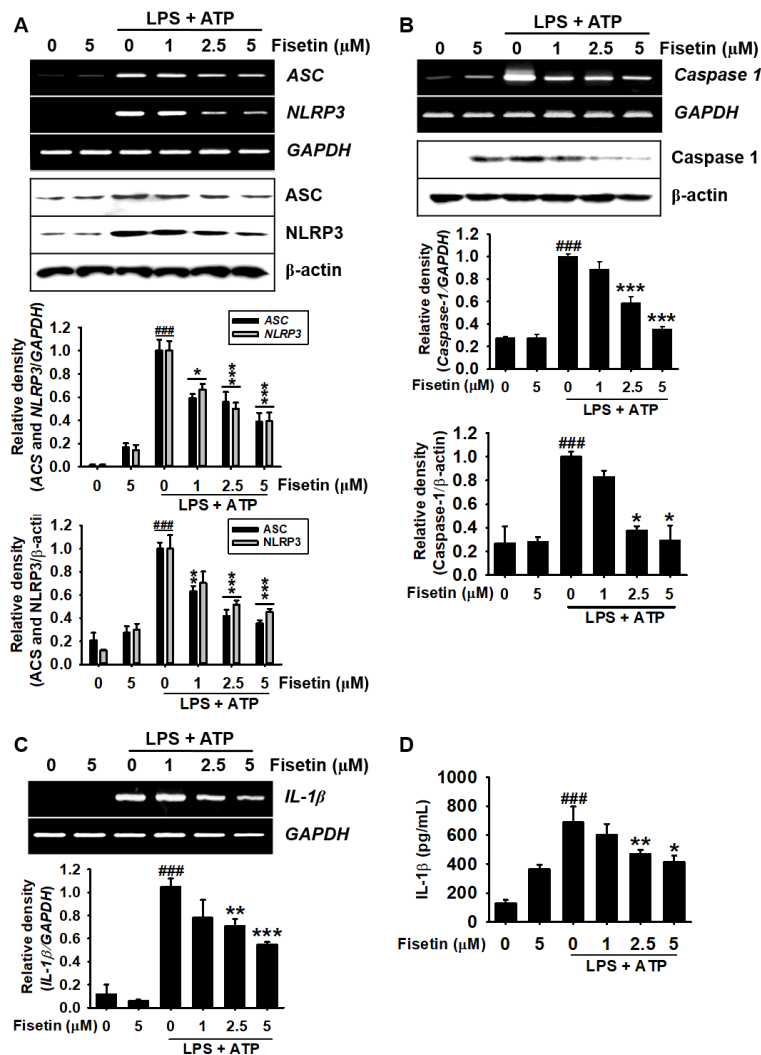 A
LPS + ATP
0 5 0 1 2.5 5 Fisetin (μM)
ASC
NLRP3
GAPDH
ASC
NLRP3
β-actin
Relative density
(ACS and NLRP3/GAPDH)
1.2
1.0
0.8
0.6
0.4
0.2
0.0
ASC
NLRP3
###
*
***
***
0 5 0 1 2.5 5 Fisetin (μM)
LPS + ATP
Relative density
(ACS and NLRP3/β-acti
1.2
1.0
0.8
0.6
0.4
0.2
0.0
ASC
NLRP3
###
**
***
***
0 5 0 1 2.5 5 Fisetin (μM)
LPS + ATP
B
LPS + ATP
0 5 0 1 2.5 5 Fisetin (μM)
Caspase 1
GAPDH
Caspase 1
β-actin
Relative density
(Caspase-1/GAPDH)
1.2
1.0
0.8
0.6
0.4
0.2
0.0
###
***
***
Fisetin 0 5 0 1 2.5 5
(μM)
LPS + ATP
Relative density
(Caspase-1/β-actin)
1.2
1.0
0.8
0.6
0.4
0.2
0.0
###
*
*
Fisetin 0 5 0 1 2.5 5
(μM)
LPS + ATP
C
LPS + ATP
0 5 0 1 2.5 5 Fisetin (μM)
IL-1β
GAPDH
Relative density
(IL-1β/GAPDH)
1.2
1.0
0.8
0.6
0.4
0.2
0.0
###
**
***
Fisetin (μM) 0 5 0 1 2.5 5
LPS + ATP
D
IL-1β (pg/mL)
1000
800
600
400
200
0
###
**
*
Fisetin (μM) 0 5 0 1 2.5 5
LPS + ATP